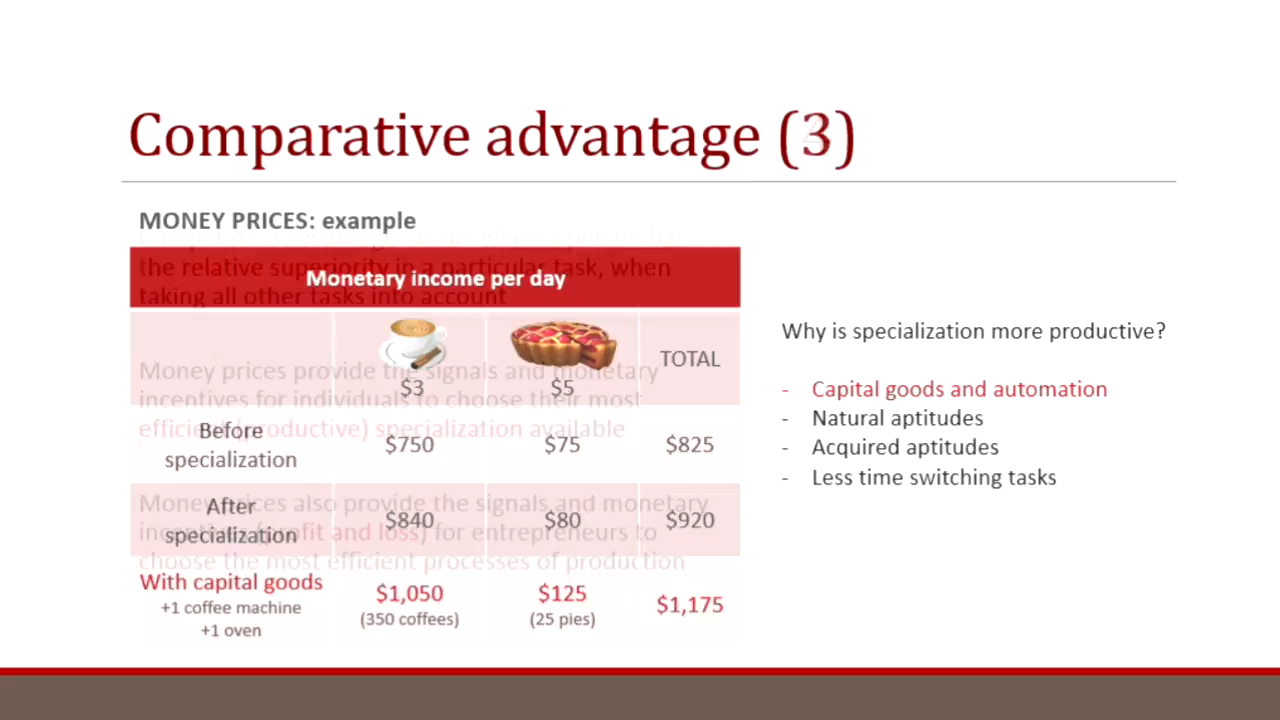 Comparative advantage (3)
MONEY PRICES: example
Monetary income per day
the relative superiority in a particular task, when
taking all other tasks into account
TOTAL
$3 $5
Money prices provide the signals and monetary
incentives for individuals to choose their most
efficient (productive) specialization available
Before
specialization
$750 $75 $825
Money prices also provide the signals and monetary
incentives (profit and loss) for entrepreneurs to
choose the most efficient processes of production
After
specialization
$840 $80 $920
With capital goods
+1 coffee machine
+1 oven
$1,050 $125 $1,175
(350 coffees) (25 pies)
Why is specialization more productive?
- Capital goods and automation
- Natural aptitudes
- Acquired aptitudes
- Less time switching tasks